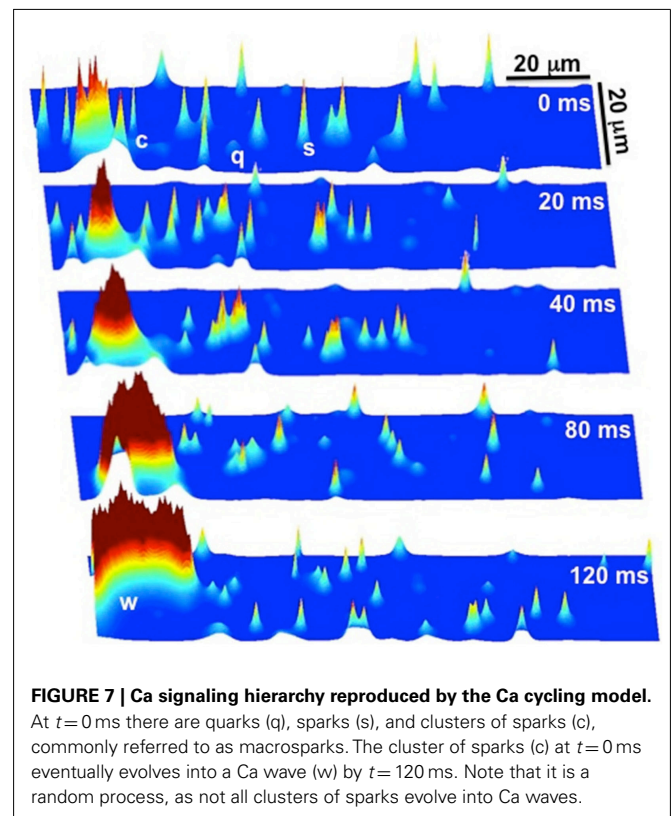 20 μm
20 μm
0 ms
c
q
s
20 ms
40 ms
80 ms
120 ms
w
FIGURE 7 | Ca signaling hierarchy reproduced by the Ca cycling model.
At t = 0 ms there are quarks (q), sparks (s), and clusters of sparks (c),
commonly referred to as macrosparks. The cluster of sparks (c) at t = 0 ms
eventually evolves into a Ca wave (w) by t = 120 ms. Note that it is a
random process, as not all clusters of sparks evolve into Ca waves.